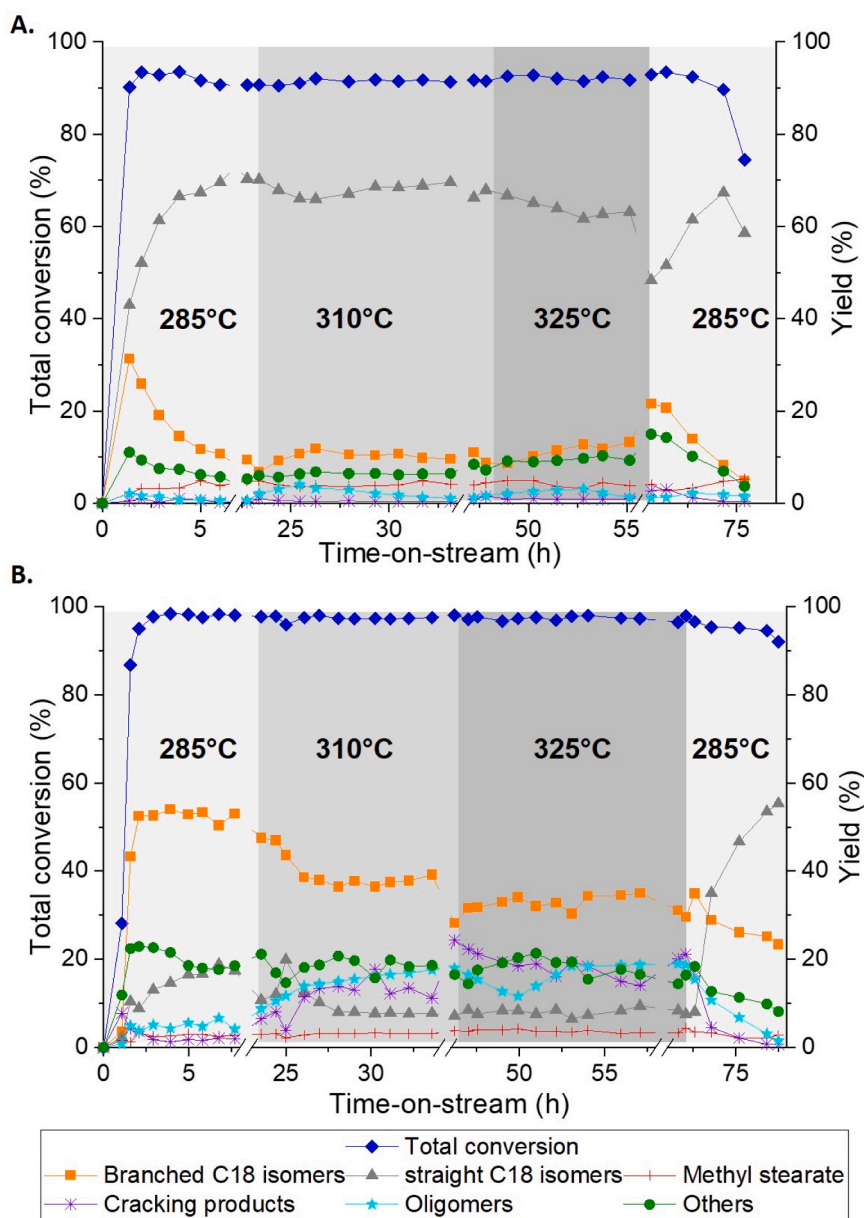 A.
100
80
60
40
20
0
Total conversion (%)
285°C
310°C
325°C
285°C
100
80
60
40
20
0
Yield (%)
0 5 25 30 50 55 75
Time-on-stream (h)
B.
100
80
60
40
20
0
Total conversion (%)
285°C
310°C
325°C
285°C
100
80
60
40
20
0
Yield (%)
0 5 25 30 50 55 75
Time-on-stream (h)
Total conversion
Branched C18 isomers straight C18 isomers Methyl stearate
Cracking products Oligomers Others